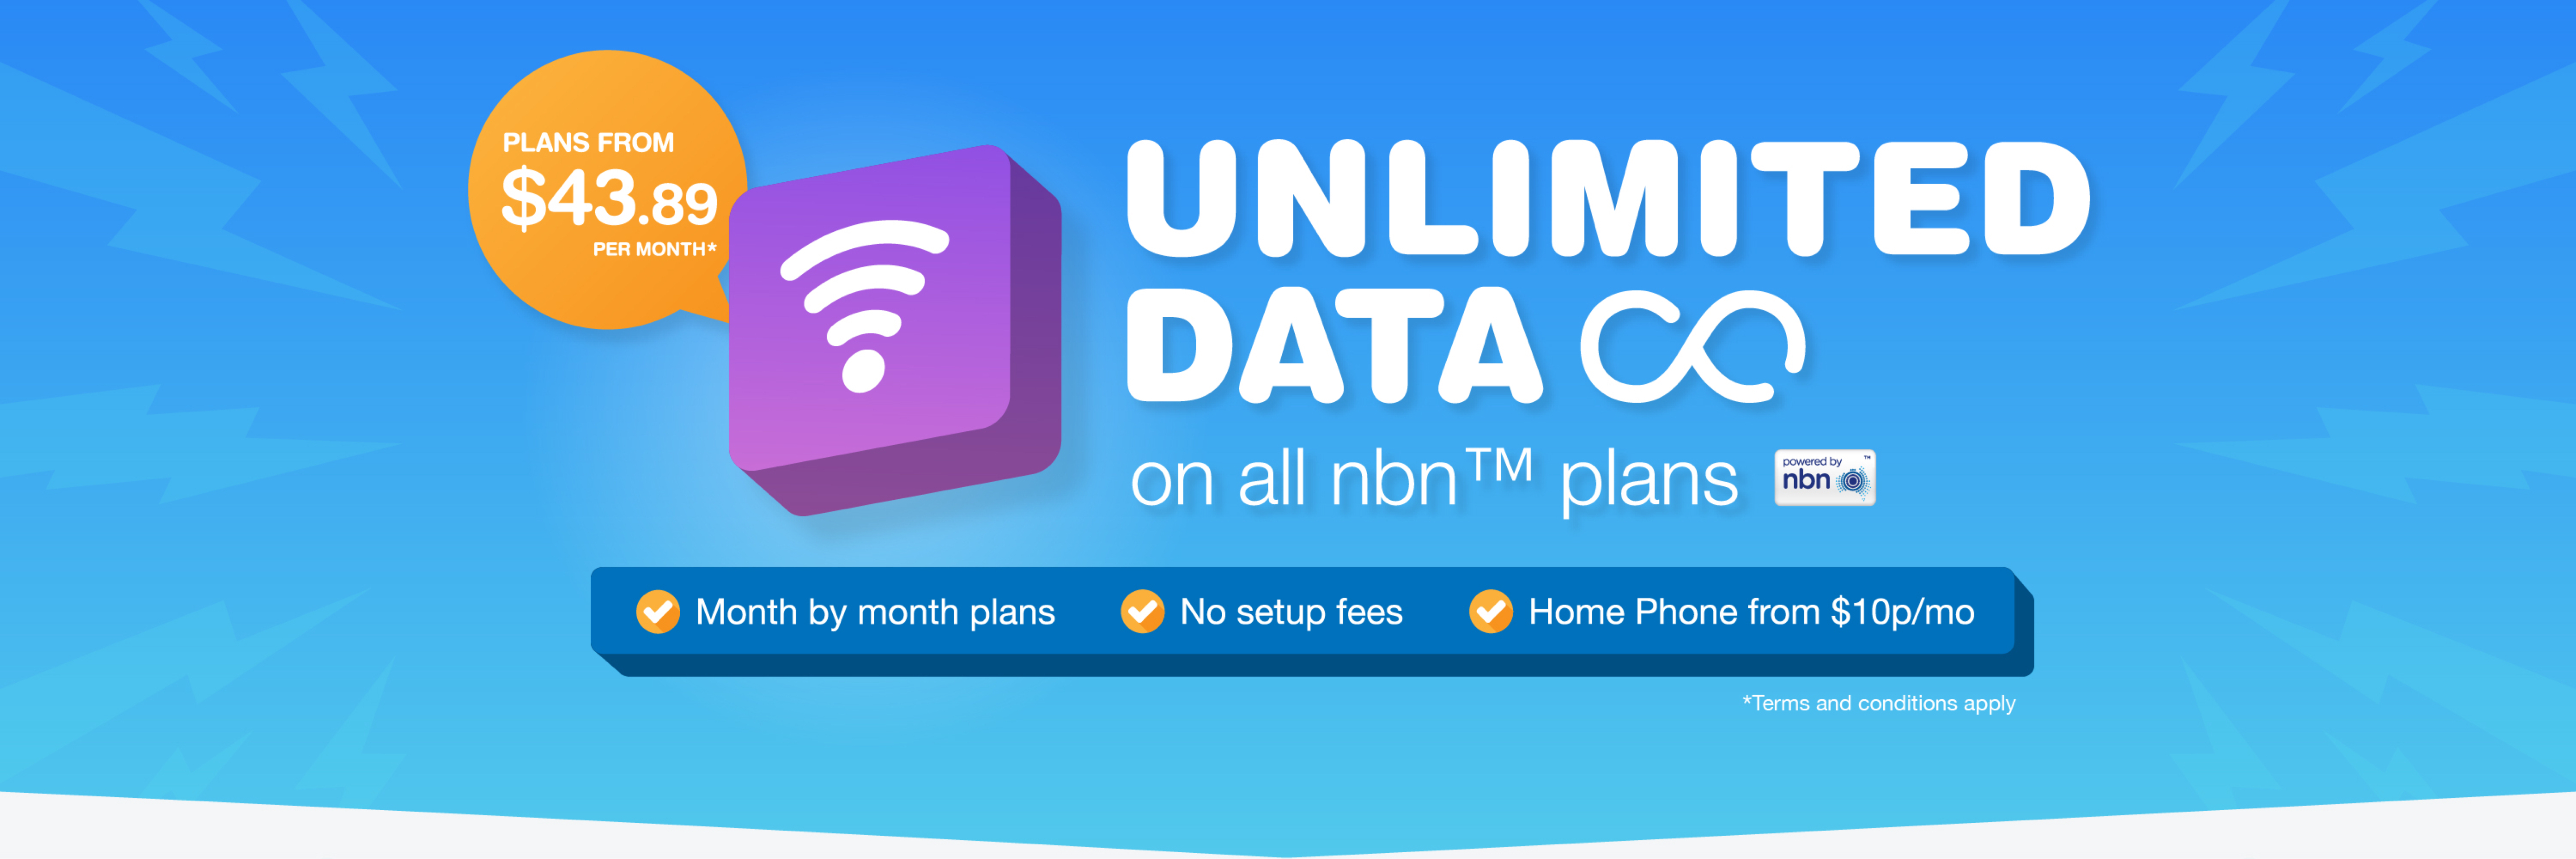 PLANS FROM
$43.89
PER MONTH*
UNLIMITED
DATA
on all nbn™ plans
powered by ™
nbn
Month by month plans
No setup fees
Home Phone from $10p/mo
*Terms and conditions apply